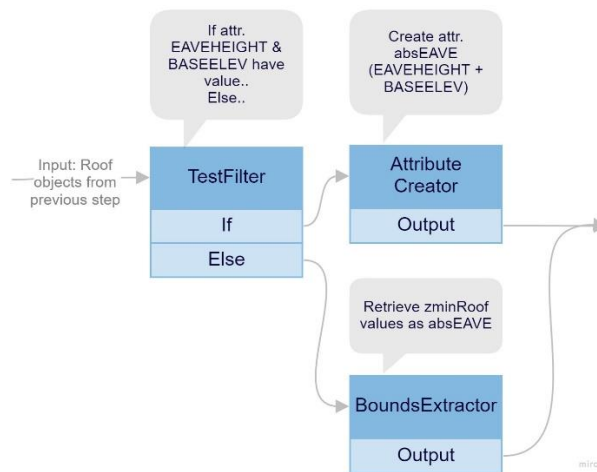 If attr.
EAVEHEIGHT &
BASEELEV have
value..
Else..
Create attr.
absEAVE
(EAVEHEIGHT +
BASEELEV)
Input: Roof
objects from
previous step
TestFilter
If
Else
Attribute
Creator
Output
Retrieve zminRoof
values as absEAVE
BoundsExtractor
Output
miro